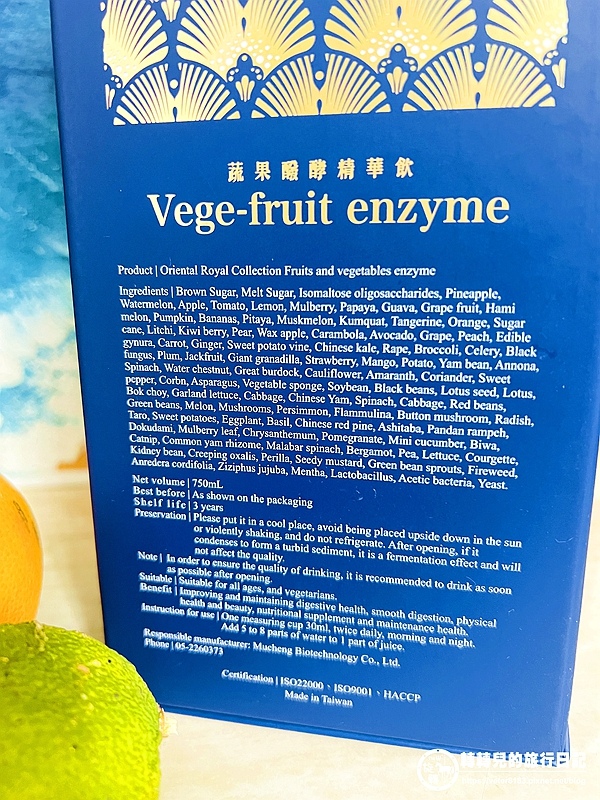 蔬果醱酵精華飲
Vege-fruit enzyme
Product | Oriental Royal Collection Fruits and vegetables enzyme
Ingredients | Brown Sugar, Melt Sugar, Isomaltose oligosaccharides, Pineapple,
Watermelon, Apple, Tomato, Lemon, Mulberry, Papaya, Guava, Grape fruit, Hami
melon, Pumpkin, Bananas, Pitaya, Muskmelon, Kumquat, Tangerine, Orange, Sugar
cane, Litchi, Kiwi berry, Pear, Wax apple, Carambola, Avocado, Grape, Peach, Edible
gynura, Carrot, Ginger, Sweet potato vine, Chinese kale, Rape, Broccoli, Celery, Black
fungus, Plum, Jackfruit, Giant granadilla, Strawberry, Mango, Potato, Yam bean, Annona,
Spinach, Water chestnut, Great burdock, Cauliflower, Amaranth, Coriander, Sweet
pepper, Corbn, Asparagus, Vegetable sponge, Soybean, Black beans, Lotus seed, Lotus,
Bok choy, Garland lettuce, Cabbage, Chinese Yam, Spinach, Cabbage, Red beans,
Green beans, Melon, Mushrooms, Persimmon, Flammulina, Button mushroom, Radish,
Taro, Sweet potatoes, Eggplant, Basil, Chinese red pine, Ashitaba, Pandan rampeh,
Dokudami, Mulberry leaf, Chrysanthemum, Pomegranate, Mini cucumber, Biwa,
Catnip, Common yam rhizome, Malabar spinach, Bergamot, Pea, Lettuce, Courgette,
Kidney bean, Creeping oxalis, Perilla, Seedy mustard, Green bean sprouts, Fireweed,
Anredera cordifolia, Ziziphus jujuba, Mentha, Lactobacillus, Acetic bacteria, Yeast.
Net volume | 750mL
Best before | As shown on the packaging
Shelf life | 3 years
Preservation | Please put it in a cool place, avoid being placed upside down in the sun
or violently shaking, and do not refrigerate. After opening, if it
condenses to form a turbid sediment, it is a fermentation effect and will
not affect the quality.
Note | In order to ensure the quality of drinking, it is recommended to drink as soon
as possible after opening.
Suitable | Suitable for all ages, and vegetarians.
Benefit | Improving and maintaining digestive health, smooth digestion, physical
health and beauty, nutritional supplement and maintenance health.
Instruction for use | One measuring cup 30ml, twice daily, morning and night.
Add 5 to 8 parts of water to 1 part of juice.
Responsible manufacturer: Mucheng Biotechnology Co., Ltd.
Phone | 05-2260373
Certification | ISO22000、ISO9001、HACCP
Made in Taiwan
轉轉兒的旅行日記